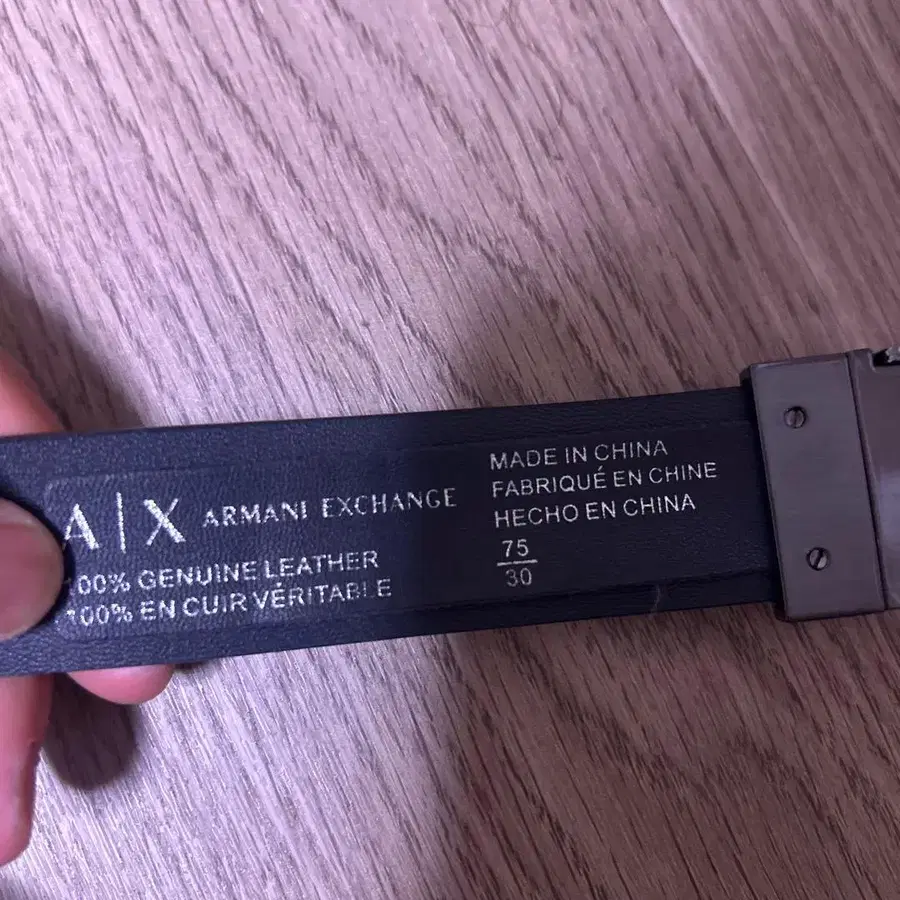 A|X ARMANI EXCHANGE
100% GENUINE LEATHER
100% EN CUIR VÉRITABLE
MADE IN CHINA
FABRIQUÉ EN CHINE
HECHO EN CHINA
75
30